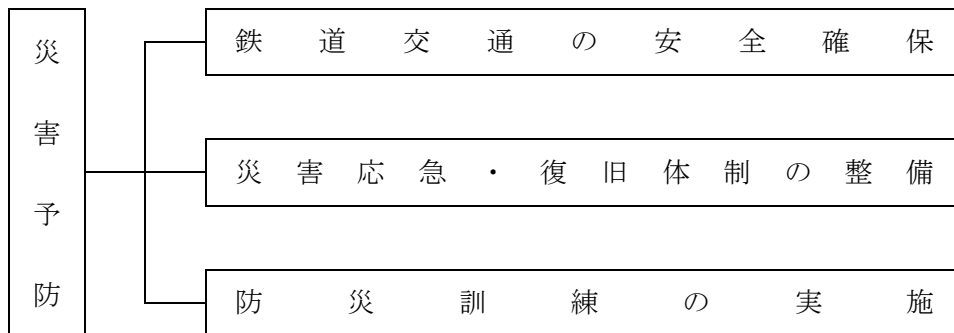 災害予防
鉄道交通の安全確保
災害応急・復旧体制の整備
防災訓練の実施